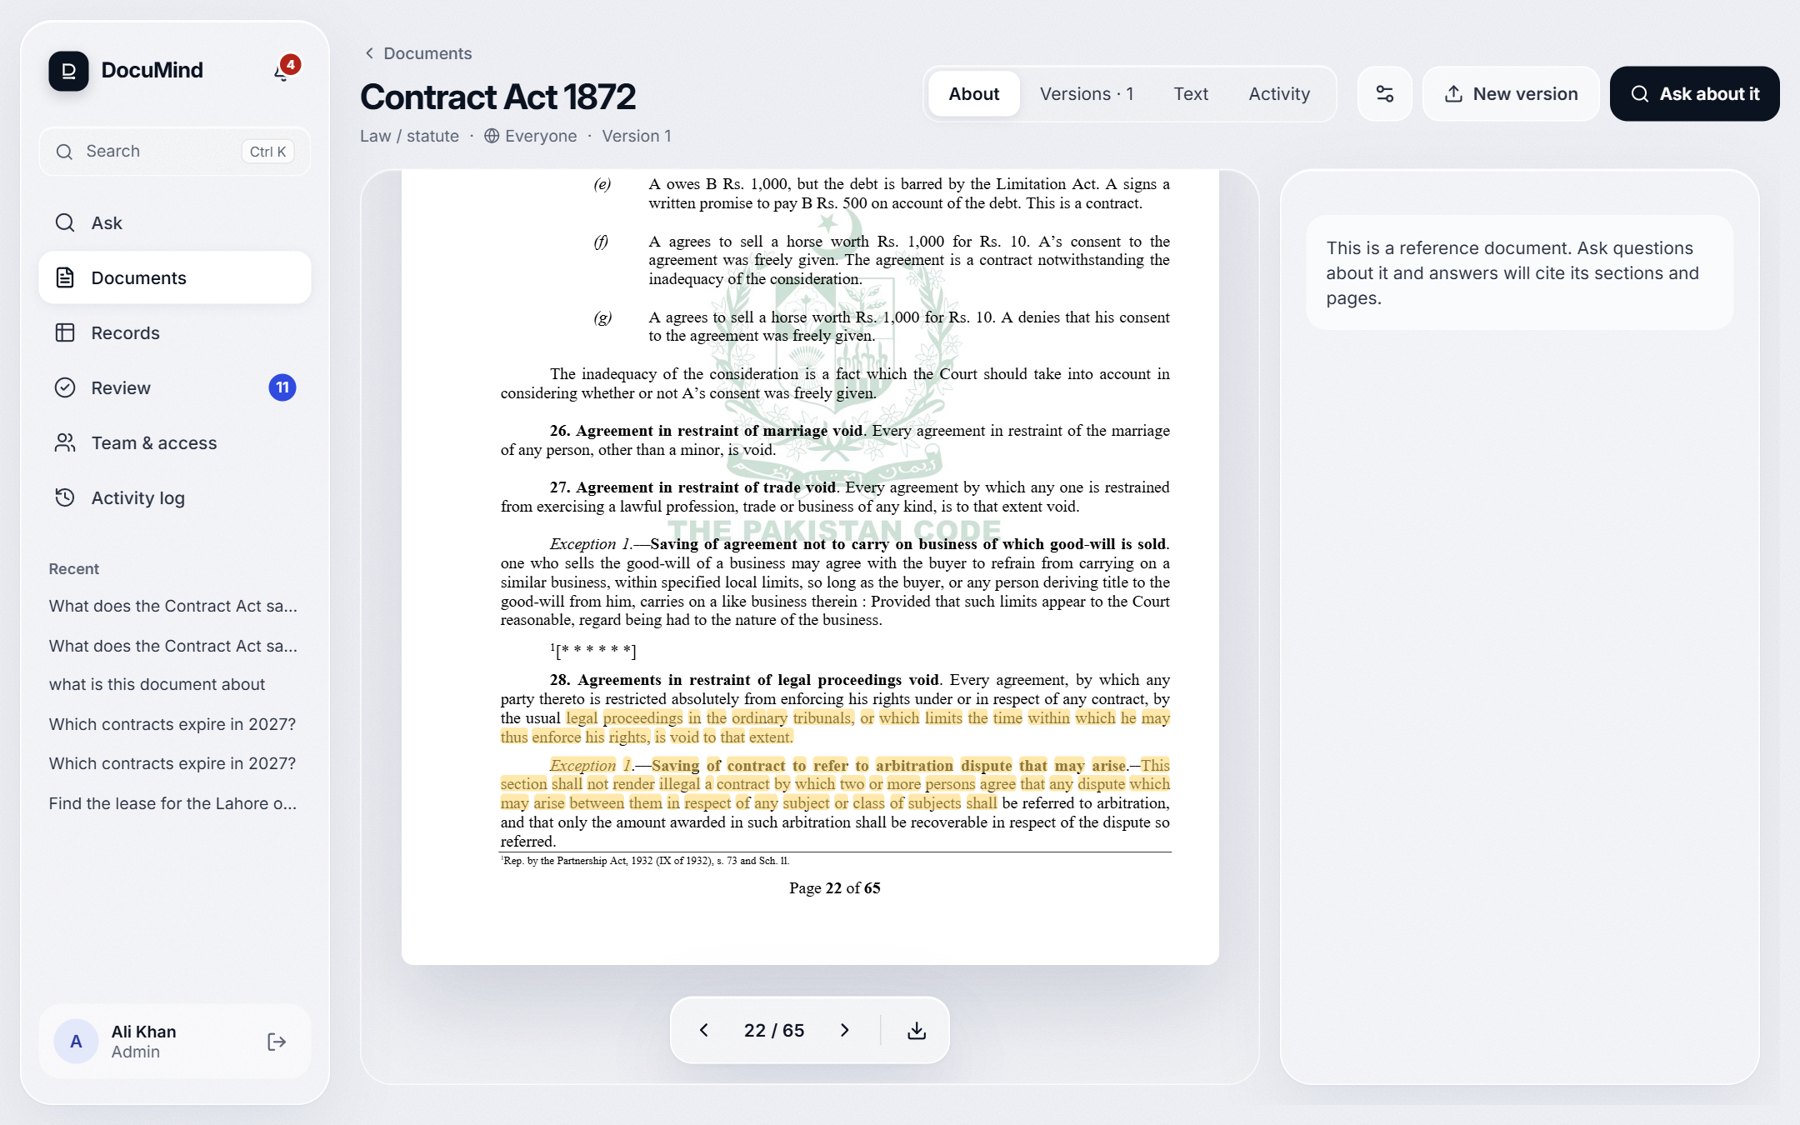 DocuMind
4
Search
Ctrl K
Ask
Documents
Records
Review
11
Team & access
Activity log
Recent
What does the Contract Act sa...
What does the Contract Act sa...
what is this document about
Which contracts expire in 2027?
Which contracts expire in 2027?
Find the lease for the Lahore o...
A
Ali Khan
Admin
Documents
Contract Act 1872
Law / statute · Everyone · Version 1
About
Versions · 1
Text
Activity
New version
Ask about it
(e) A owes B Rs. 1,000, but the debt is barred by the Limitation Act. A signs a
written promise to pay B Rs. 500 on account of the debt. This is a contract.
(f) A agrees to sell a horse worth Rs. 1,000 for Rs. 10. A’s consent to the
agreement was freely given. The agreement is a contract notwithstanding the
inadequacy of the consideration.
(g) A agrees to sell a horse worth Rs. 1,000 for Rs. 10. A denies that his consent
to the agreement was freely given.
The inadequacy of the consideration is a fact which the Court should take into account in
considering whether or not A’s consent was freely given.
26. Agreement in restraint of marriage void. Every agreement in restraint of the marriage
of any person, other than a minor, is void.
27. Agreement in restraint of trade void. Every agreement by which any one is restrained
from exercising a lawful profession, trade or business of any kind, is to that extent void.
THE PAKISTAN CODE
Exception 1.—Saving of agreement not to carry on business of which good-will is sold.
one who sells the good-will of a business may agree with the buyer to refrain from carrying on a
similar business, within specified local limits, so long as the buyer, or any person deriving title to the
good-will from him, carries on a like business therein : Provided that such limits appear to the Court
reasonable, regard being had to the nature of the business.
1[* * * * * *]
28. Agreements in restraint of legal proceedings void. Every agreement, by which any
party thereto is restricted absolutely from enforcing his rights under or in respect of any contract, by
the usual legal proceedings in the ordinary tribunals, or which limits the time within which he may
thus enforce his rights, is void to that extent.
Exception 1.—Saving of contract to refer to arbitration dispute that may arise.–This
section shall not render illegal a contract by which two or more persons agree that any dispute which
may arise between them in respect of any subject or class of subjects shall be referred to arbitration,
and that only the amount awarded in such arbitration shall be recoverable in respect of the dispute so
referred.
1Rep. by the Partnership Act, 1932 (IX of 1932), s. 73 and Sch. II.
Page 22 of 65
22 / 65
This is a reference document. Ask questions
about it and answers will cite its sections and
pages.